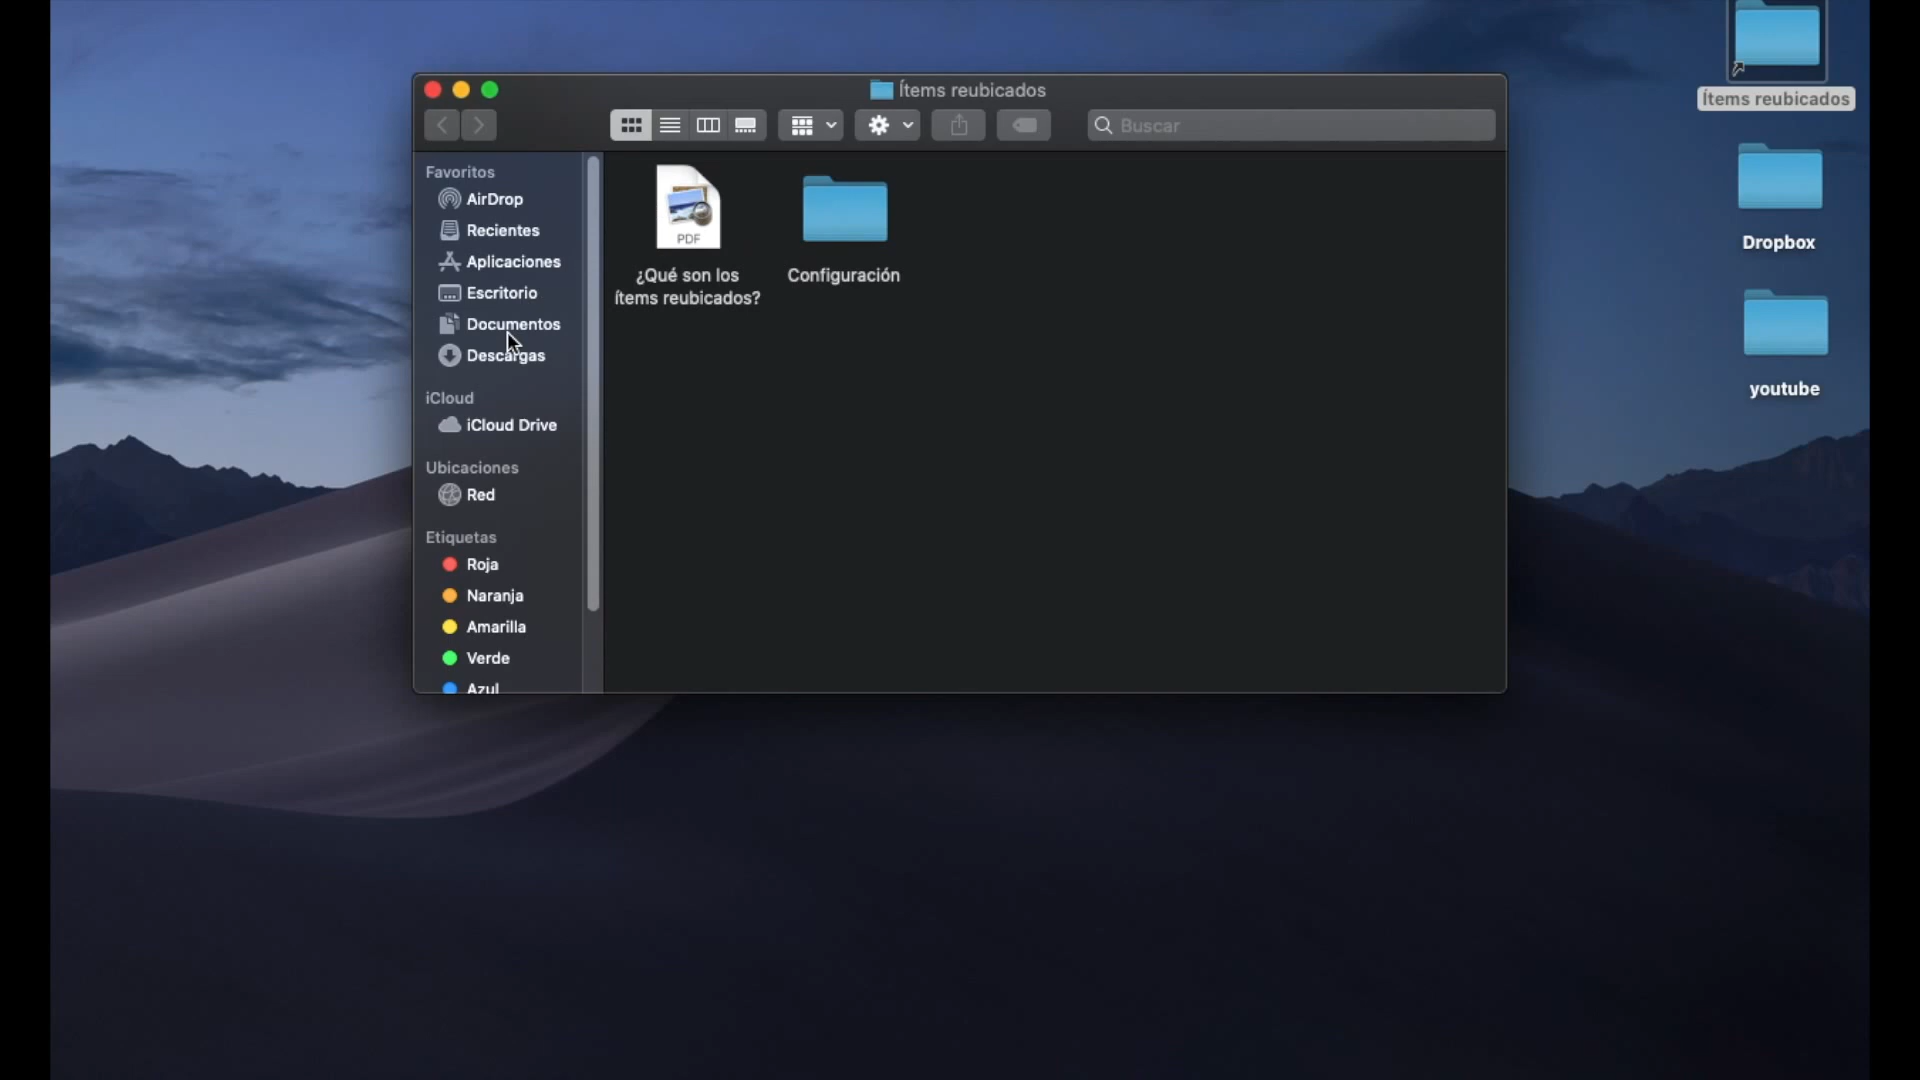 Ítems reubicados
Buscar
Favoritos
AirDrop
Recientes
Aplicaciones
Escritorio
Documentos
Descargas
iCloud
iCloud Drive
Ubicaciones
Red
Etiquetas
Roja
Naranja
Amarilla
Verde
Azul
PDF
¿Qué son los
ítems reubicados?
Configuración
Ítems reubicados
Dropbox
youtube